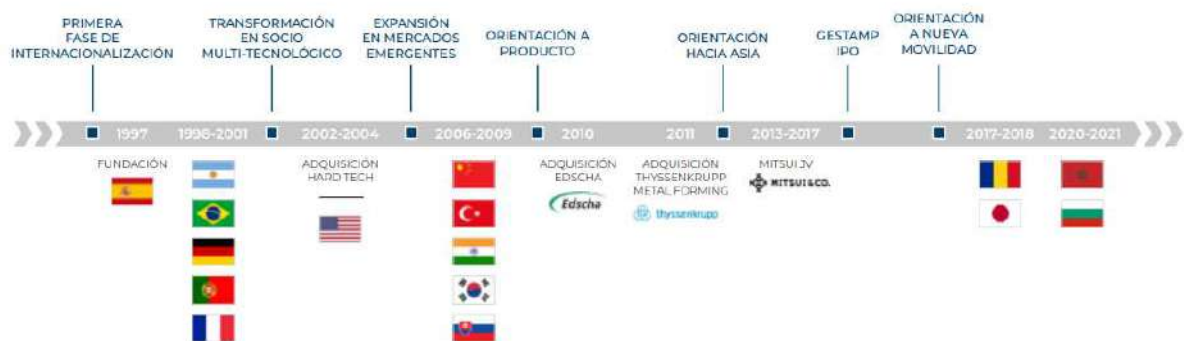 PRIMERA
FASE DE
INTERNACIONALIZACIÓN
TRANSFORMACIÓN
EN SOCIO
MULTI-TECNOLÓGICO
EXPANSIÓN
EN MERCADOS
EMERGENTES
ORIENTACIÓN A
PRODUCTO
ORIENTACIÓN
HACIA ASIA
GESTAMP
IPO
ORIENTACIÓN
A NUEVA
MOVILIDAD
1997
1998-2001
2002-2004
2006-2009
2010
2011
2013-2017
2017-2018
2020-2021
FUNDACIÓN
ADQUISICIÓN
HARD TECH
ADQUISICIÓN
EDSCHA
Edscha
ADQUISICIÓN
THYSSENKRUPP
METAL FORMING
thyssenkrupp
MITSUI JV
MITSUI & CO.